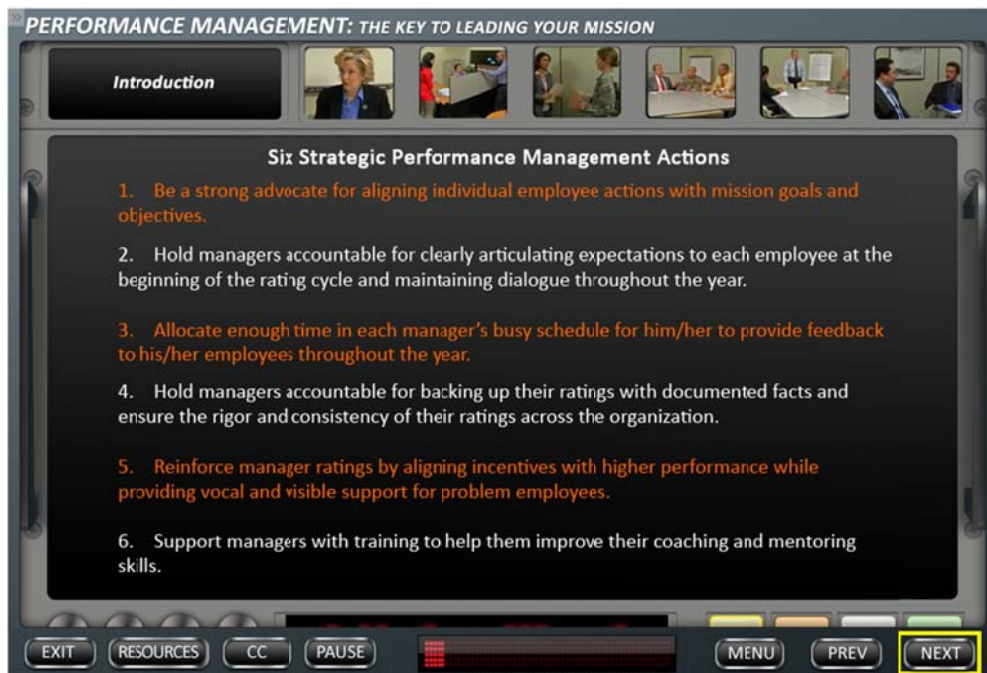 PERFORMANCE MANAGEMENT: THE KEY TO LEADING YOUR MISSION
Introduction
Six Strategic Performance Management Actions
1. Be a strong advocate for aligning individual employee actions with mission goals and
objectives.
2. Hold managers accountable for clearly articulating expectations to each employee at the
beginning of the rating cycle and maintaining dialogue throughout the year.
3. Allocate enough time in each manager's busy schedule for him/her to provide feedback
to his/her employees throughout the year.
4. Hold managers accountable for backing up their ratings with documented facts and
ensure the rigor and consistency of their ratings across the organization.
5. Reinforce manager ratings by aligning incentives with higher performance while
providing vocal and visible support for problem employees.
6. Support managers with training to help them improve their coaching and mentoring
skills.
EXIT RESOURCES CC PAUSE MENU PREV NEXT